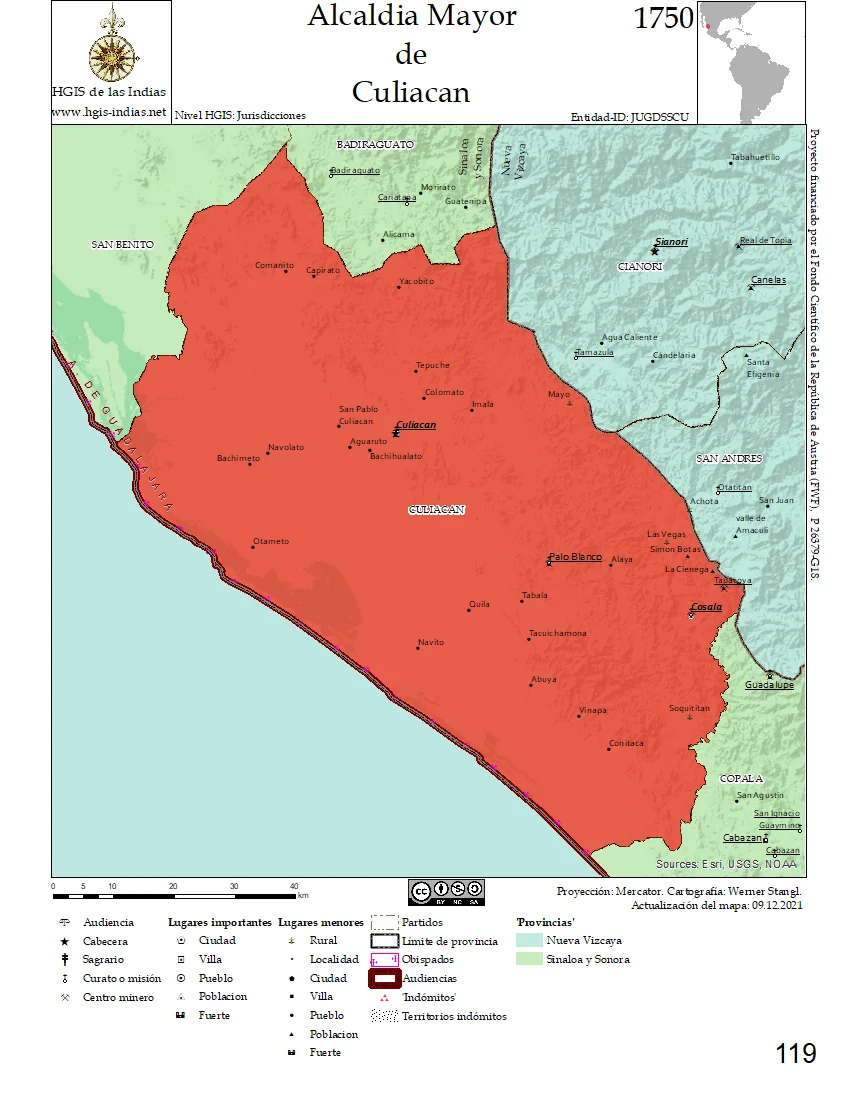 Alcaldia Mayor
de
Culiacan
1750
HGIS de las Indias
www.hgis-indias.net
Nivel HGIS: Jurisdicciones
Entidad-ID: JUGDSSCU
BADIRAGUATO
Sinaloa
y Sonora
Nueva
Vizcaya
Tabahuetillo
Badiraguato
Morirato
Cariatapa
Guatenipa
SAN BENITO
Alicama
Sianori
Real de Topia
CIANORI
Comanito
Capirato
Yacobito
Canelas
Agua Caliente
Tamazula
Candelaria
Santa
Efigenia
A. DE GUADALAJARA
Tepuche
Colomato
Imala
Mayo
San Pablo
Culiacan
Culiacan
Aguaruto
Navolato
Bachimeto
Bachihualato
SAN ANDRES
Otatitan
Achota
San Juan
CULIACAN
valle de
Amaculi
Las Vegas
Simon Botas
Otameto
Palo Blanco
Alaya
La Cienega
Tapacoya
Tabala
Quila
Cosala
Tacuichamona
Navito
Abuya
Guadalupe
Vinapa
Soquititan
Conitaca
COPALA
San Agustin
San Ignacio
Guaymino
Cabazan
Cabazan
Sources: Esri, USGS, NOAA
Proyecto financiado por el Fondo Científico de la República de Austria (FWF), P 26379-G18.
0 5 10 20 30 40
km
CC BY NC SA
Proyección: Mercator. Cartografía: Werner Stangl.
Actualización del mapa: 09.12.2021
Audiencia
Cabecera
Sagrario
Curato o misión
Centro minero
Lugares importantes
Ciudad
Villa
Pueblo
Poblacion
Fuerte
Lugares menores
Rural
Localidad
Ciudad
Villa
Pueblo
Poblacion
Fuerte
Partidos
Límite de provincia
Obispados
Audiencias
'Indómitos'
Territorios indómitos
'Provincias'
Nueva Vizcaya
Sinaloa y Sonora
119